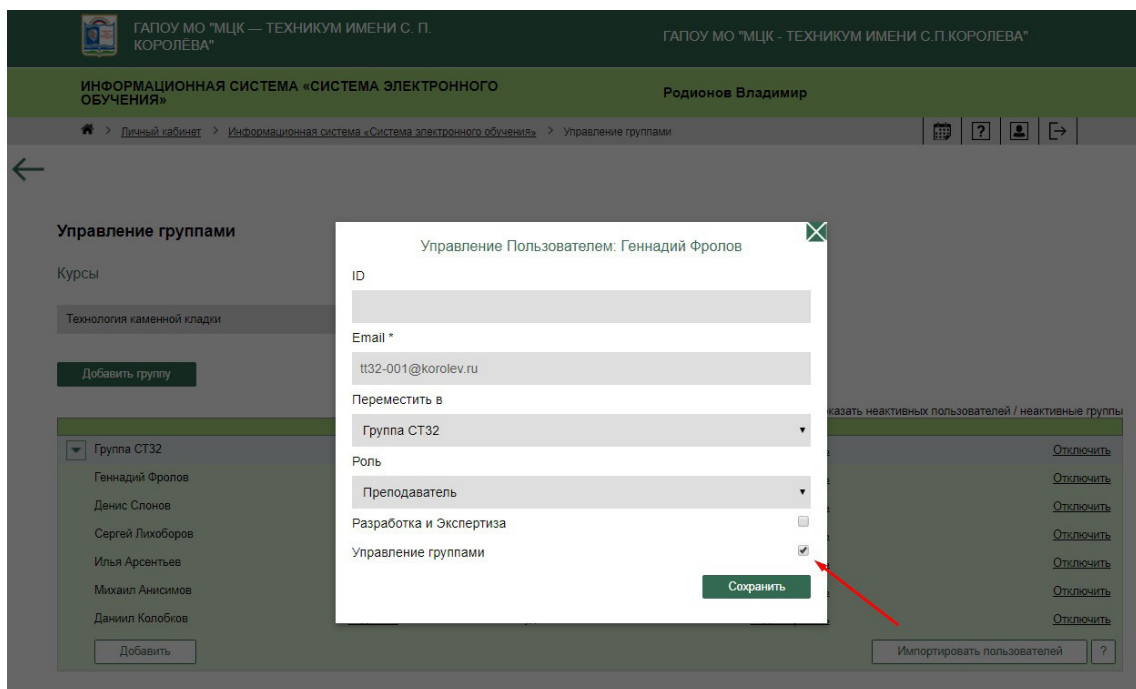 ГАПОУ МО "МЦК — ТЕХНИКУМ ИМЕНИ С. П.
КОРОЛЁВА"
ГАПОУ МО "МЦК - ТЕХНИКУМ ИМЕНИ С.П.КОРОЛЕВА"
ИНФОРМАЦИОННАЯ СИСТЕМА «СИСТЕМА ЭЛЕКТРОННОГО
ОБУЧЕНИЯ»
Родионов Владимир
> Личный кабинет > Информационная система «Система электронного обучения» > Управление группами
?
Управление группами
Курсы
Технология каменной кладки
Добавить группу
Управление Пользователем: Геннадий Фролов
ID
Email *
tt32-001@korolev.ru
Переместить в
Группа СТ32
Роль
Преподаватель
Разработка и Экспертиза
Управление группами
Сохранить
неактивных пользователей / неактивные группы
Группа СТ32 Отключить
Геннадий Фролов Отключить
Денис Слонов Отключить
Сергей Лихоборов Отключить
Илья Арсентьев Отключить
Михаил Анисимов Отключить
Даниил Колобков Отключить
Добавить
Импортировать пользователей ?